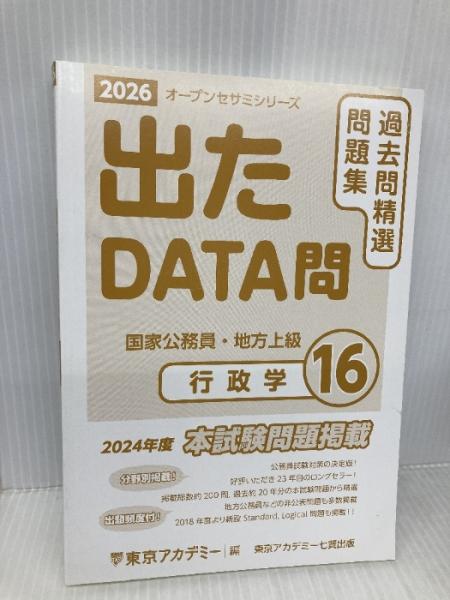 2026 オープンセサミシリーズ
過去問精選
問題集
出た
DATA問
国家公務員・地方上級
行政学 16
2024年度 本試験問題掲載
分野別掲載!
公務員試験対策の決定版!
好評いただき23年目のロングセラー!
掲載総数約200問、過去約20年分の本試験問題から精選
地方公務員などの非公表問題も多数掲載
出題頻度付!
2018年度より新設Standard、Logical問題も掲載!!
東京アカデミー 編 東京アカデミー七賢出版